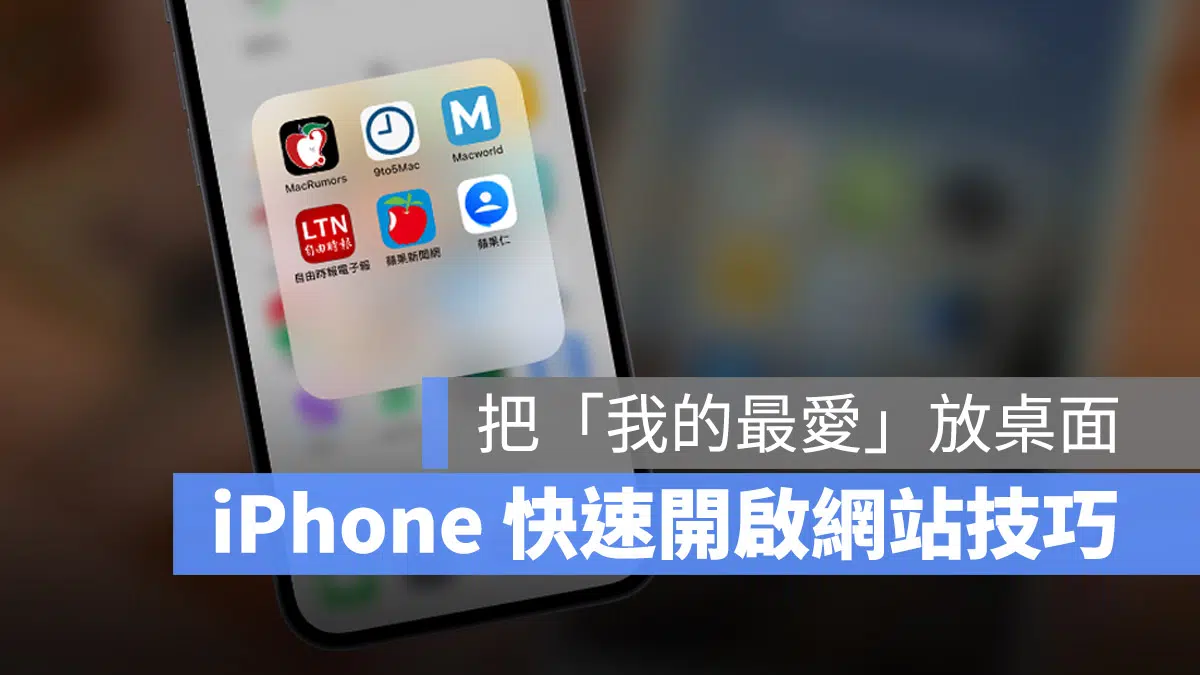 MacRumors
9to5Mac
M
Macworld
LTN
自由時報
自由時報電子報
蘋果新聞網
蘋果仁
把「我的最愛」放桌面
iPhone 快速開啟網站技巧